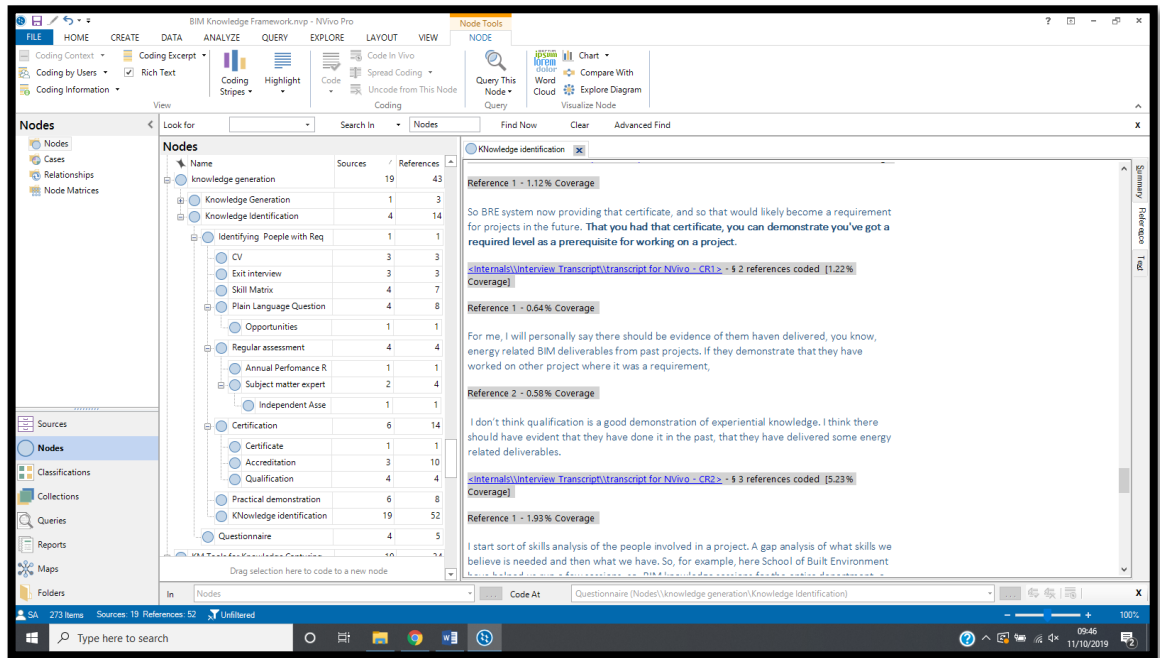 BIM Knowledge Framework.nvp - NVivo Pro
Node Tools
FILE HOME CREATE DATA ANALYZE QUERY EXPLORE LAYOUT VIEW NODE
Coding Context Coding Excerpt
Coding by Users Rich Text
Coding Information
Coding Stripes
Highlight
Code
Code In Vivo
Spread Coding
Uncode from This Node
Query This Node
Word Cloud
Chart
Compare With
Explore Diagram
View Coding Query Visualize Node
Nodes
Look for Search In Nodes Find Now Clear Advanced Find x
Nodes
Cases
Relationships
Node Matrices
Sources
Nodes
Classifications
Collections
Queries
Reports
Maps
Folders
Nodes
Name Sources References
knowledge generation 19 43
Knowledge Generation 1 3
Knowledge Identification 4 14
Identifying Poeple with Req 1 1
CV 3 3
Exit interview 3 3
Skill Matrix 4 7
Plain Language Question 4 8
Opportunities 1 1
Regular assessment 4 4
Annual Perfomance R 1 1
Subject matter expert 2 4
Independent Asse 1 1
Certification 6 14
Certificate 1 1
Accreditation 3 10
Qualification 4 4
Practical demonstration 6 8
KNowledge identification 19 52
Questionnaire 4 5
Drag selection here to code to a new node
KNowledge identification
Reference 1 - 1.12% Coverage
So BRE system now providing that certificate, and so that would likely become a requirement
for projects in the future. That you had that certificate, you can demonstrate you've got a
required level as a prerequisite for working on a project.
<Internals\\Interview Transcript\\transcript for NVivo - CR1> - § 2 references coded [1.22%
Coverage]
Reference 1 - 0.64% Coverage
For me, I will personally say there should be evidence of them haven delivered, you know,
energy related BIM deliverables from past projects. If they demonstrate that they have
worked on other project where it was a requirement,
Reference 2 - 0.58% Coverage
I don't think qualification is a good demonstration of experiential knowledge. I think there
should have evident that they have done it in the past, that they have delivered some energy
related deliverables.
<Internals\\Interview Transcript\\transcript for NVivo - CR2> - § 3 references coded [5.23%
Coverage]
Reference 1 - 1.93% Coverage
I start sort of skills analysis of the people involved in a project. A gap analysis of what skills we
believe is needed and then what we have. So, for example, here School of Built Environment
Summary
Reference
Text
In Nodes ... Code At Questionnaire (Nodes\\knowledge generation\Knowledge Identification) ... x
SA 273 Items Sources: 19 References: 52 Unfiltered 100%
Type here to search
09:46
11/10/2019